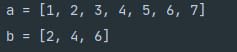 a = [1, 2, 3, 4, 5, 6, 7]
b = [2, 4, 6]